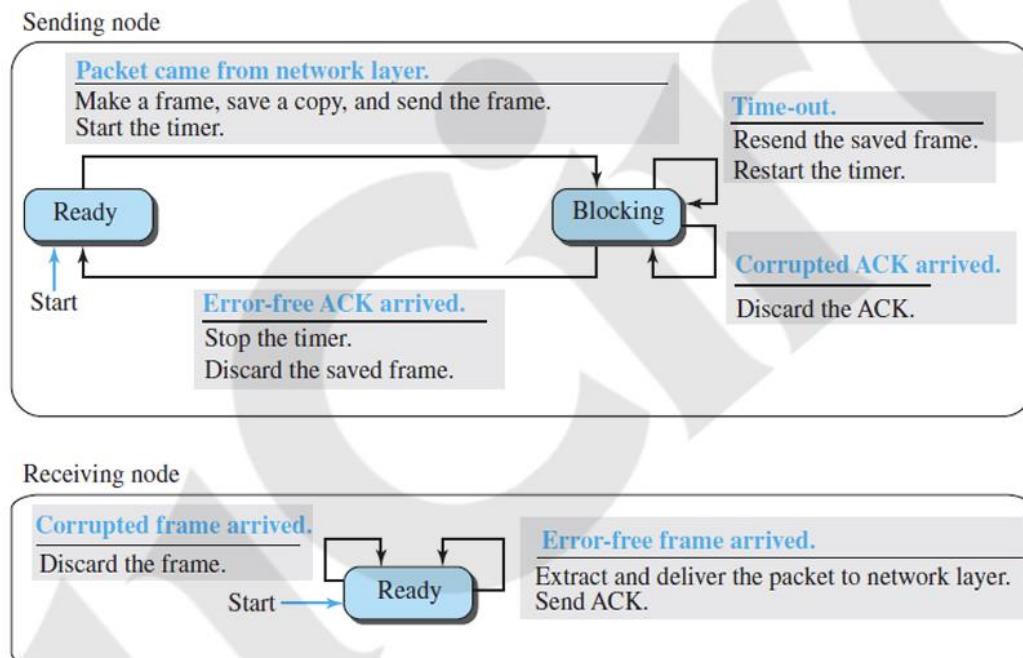 Sending node
Packet came from network layer.
Make a frame, save a copy, and send the frame.
Start the timer.
Time-out.
Resend the saved frame.
Restart the timer.
Ready
Blocking
Start
Error-free ACK arrived.
Stop the timer.
Discard the saved frame.
Corrupted ACK arrived.
Discard the ACK.
Receiving node
Corrupted frame arrived.
Discard the frame.
Start
Ready
Error-free frame arrived.
Extract and deliver the packet to network layer.
Send ACK.